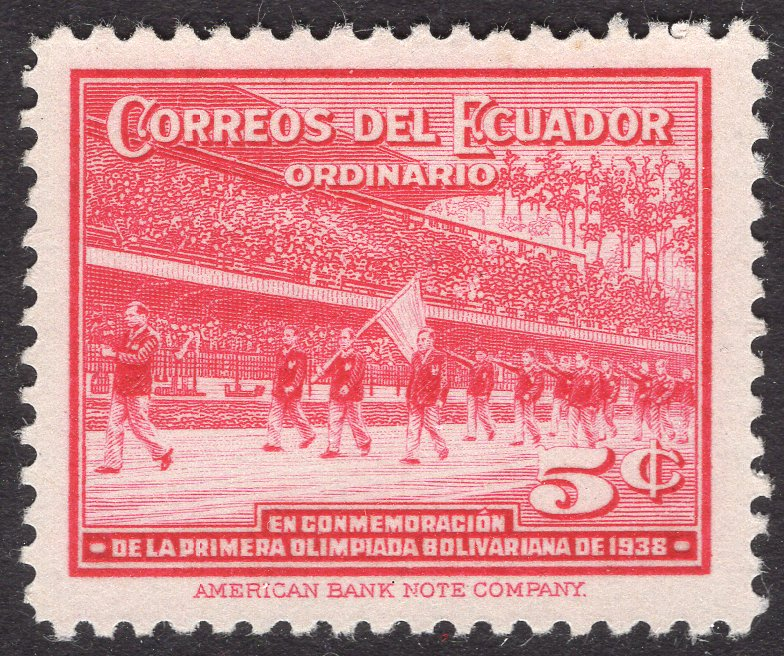 CORREOS DEL ECUADOR
ORDINARIO
5¢
EN CONMEMORACIÓN
DE LA PRIMERA OLIMPIADA BOLIVARIANA DE 1938
AMERICAN BANK NOTE COMPANY.